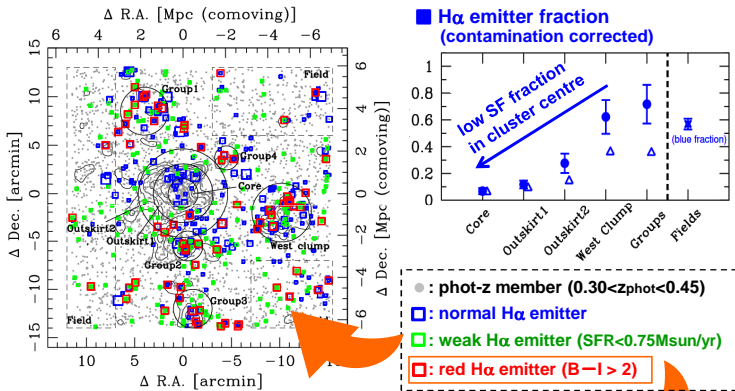 Δ R.A. [Mpc (comoving)]
6 4 2 0 −2 −4 −6
15
10
5
0
−5
−10
−15
Δ Dec. [arcmin]
Group1
Field
Group4
Core
Outskirt2
Outskirt1
West clump
Group2
Group3
Field
Field
6
4
2
0
−2
−4
−6
Δ Dec. [Mpc (comoving)]
10 5 0 −5 −10
Δ R.A. [arcmin]
Hα emitter fraction
(contamination corrected)
1
0.8
0.6
0.4
0.2
0
low SF fraction
in cluster centre
(blue fraction)
Core
Outskirt1
Outskirt2
West Clump
Groups
Fields
: phot-z member (0.30<zphot<0.45)
: normal Hα emitter
: weak Hα emitter (SFR<0.75Msun/yr)
: red Hα emitter (B−I > 2)